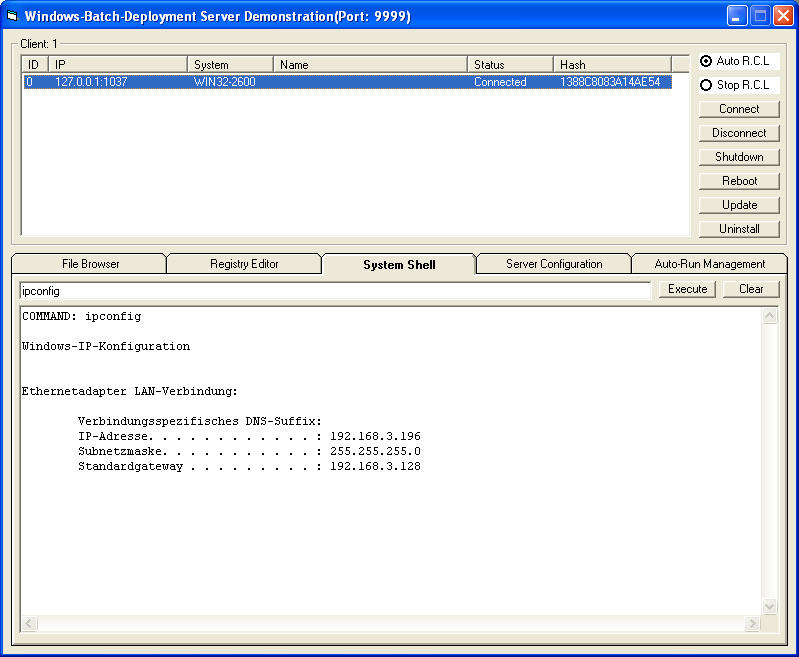 Windows-Batch-Deployment Server Demonstration(Port: 9999)
Client: 1
ID IP System Name Status Hash
0 127.0.0.1:1037 WIN32-2600 Connected 1388C8083A14AE54
Auto R.C.L
Stop R.C.L
Connect
Disconnect
Shutdown
Reboot
Update
Uninstall
File Browser Registry Editor System Shell Server Configuration Auto-Run Management
ipconfig Execute Clear
COMMAND: ipconfig
Windows-IP-Konfiguration
Ethernetadapter LAN-Verbindung:
Verbindungsspezifisches DNS-Suffix:
IP-Adresse. . . . . . . . . . . . : 192.168.3.196
Subnetzmaske. . . . . . . . . . . : 255.255.255.0
Standardgateway . . . . . . . . . : 192.168.3.128